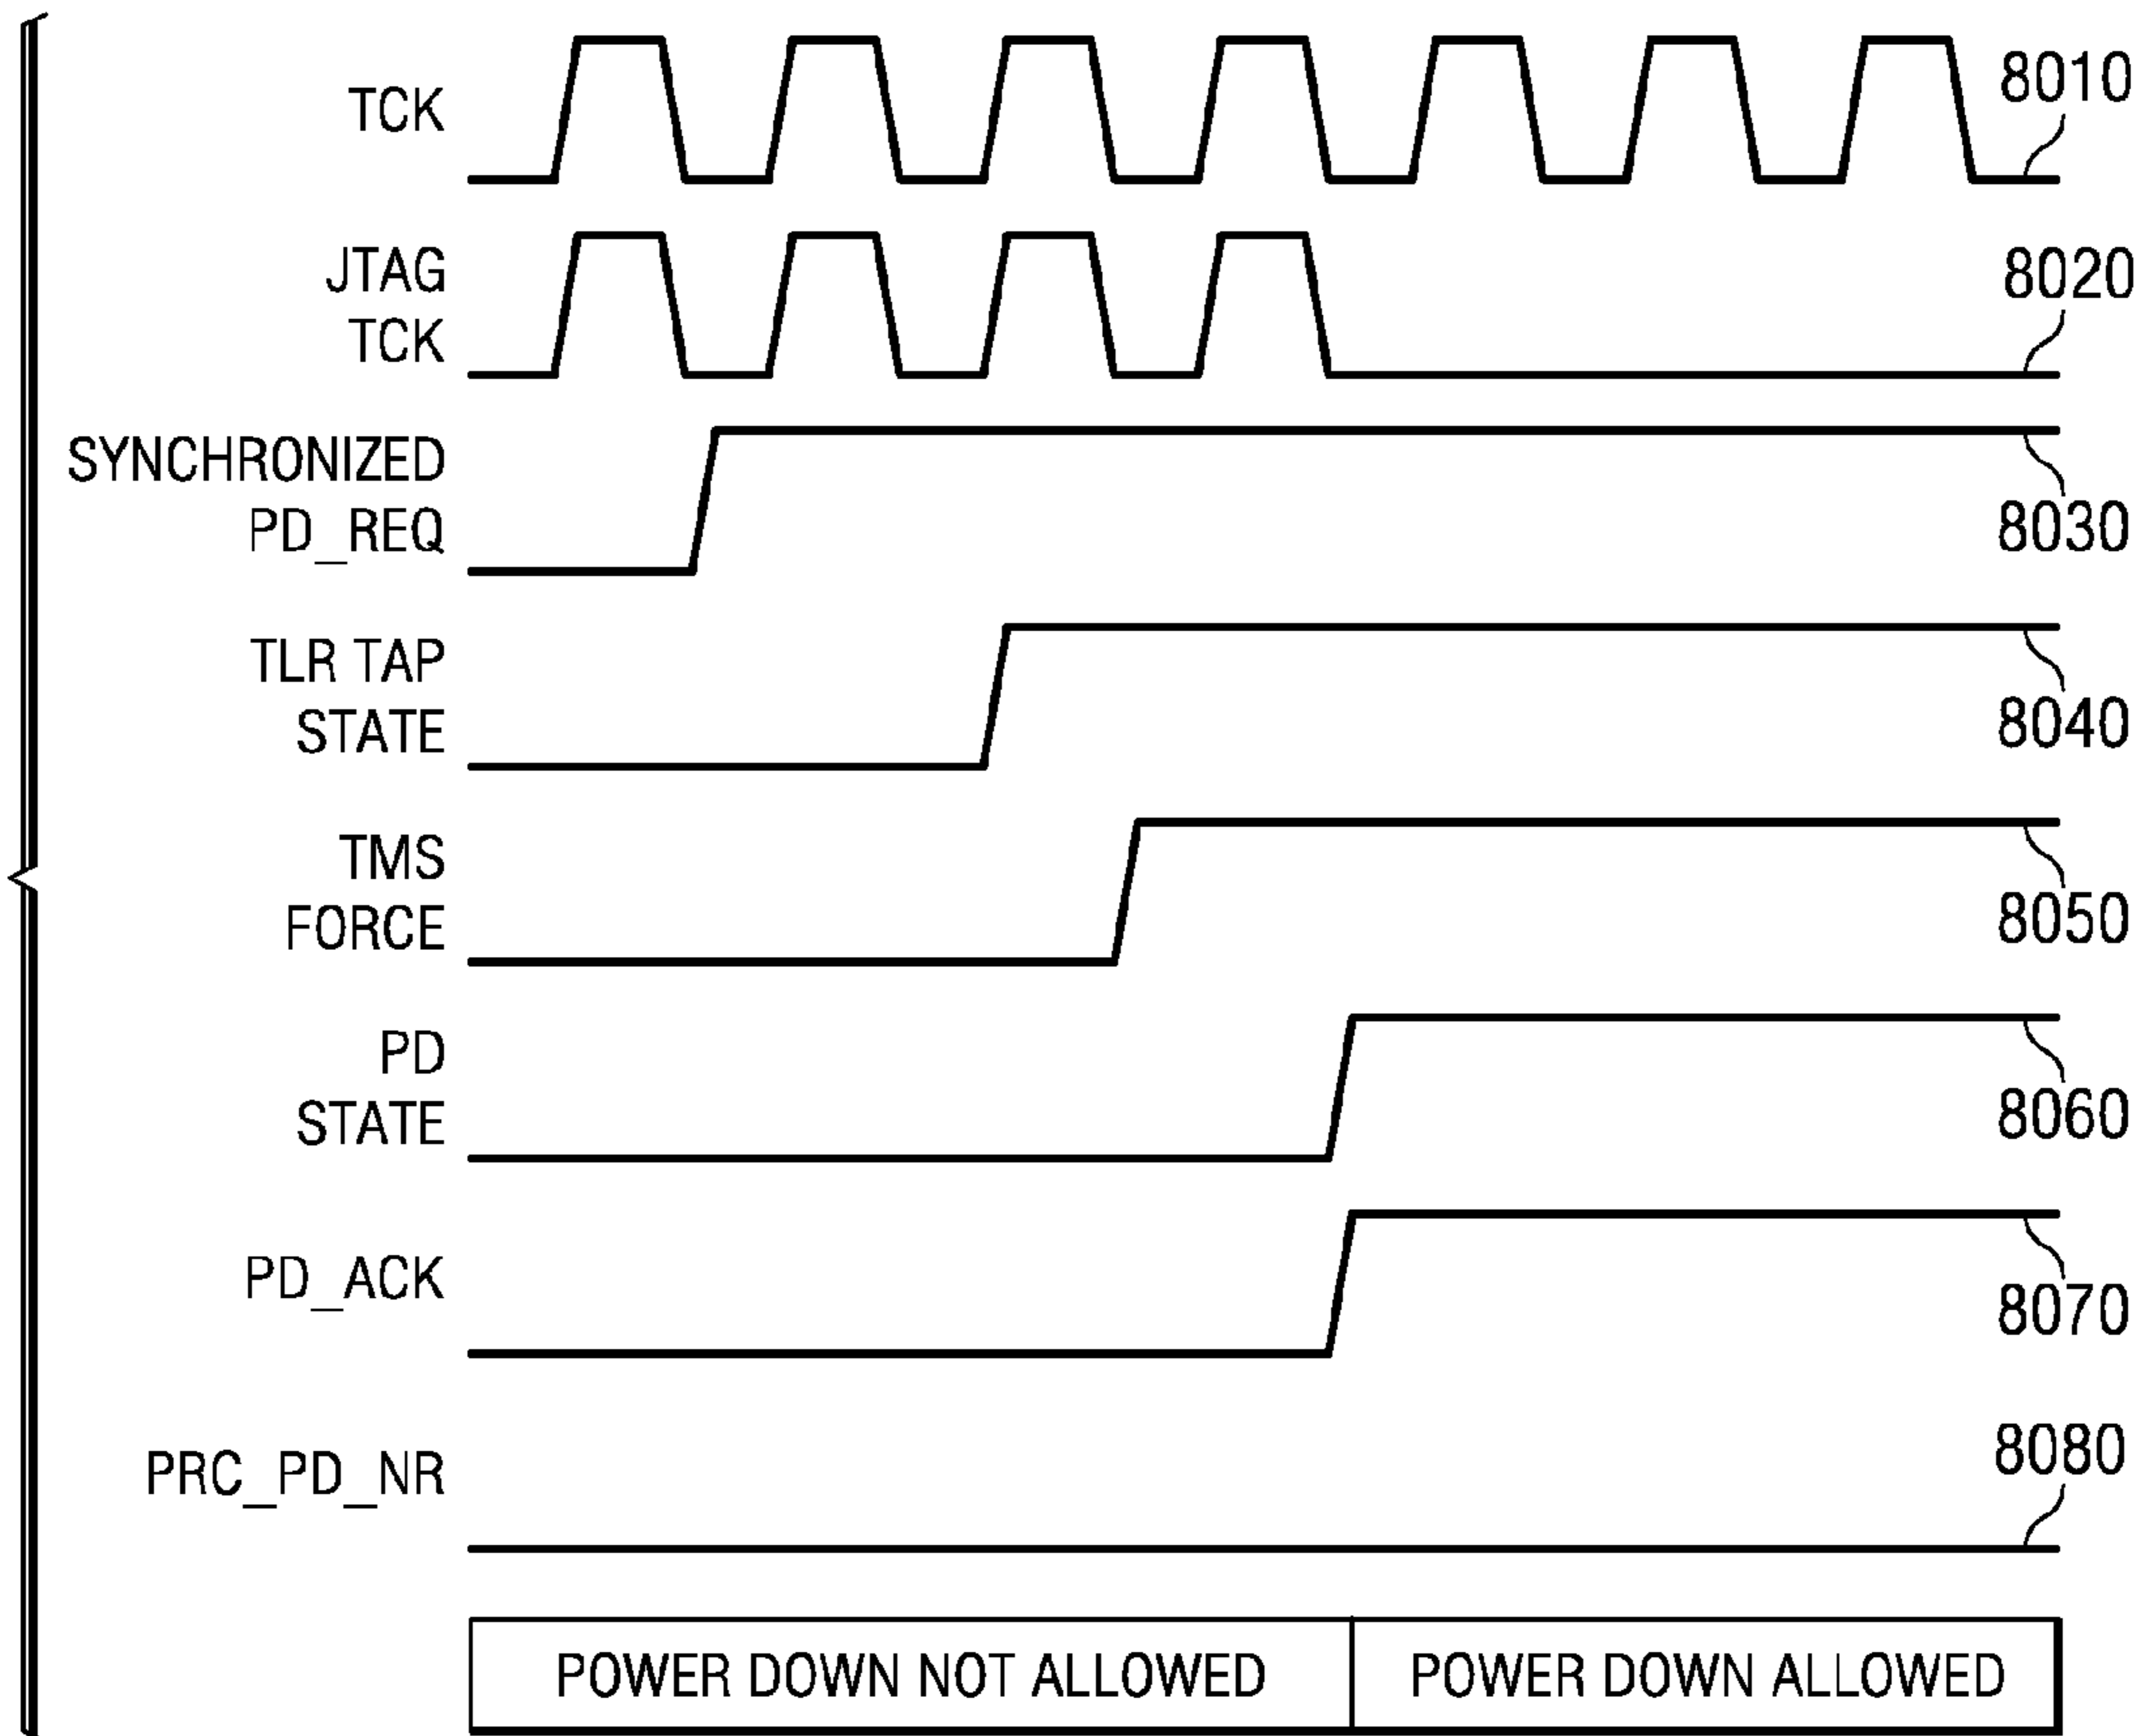 TCK
8010
JTAG
TCK
8020
SYNCHRONIZED
PD_REQ
8030
TLR TAP
STATE
8040
TMS
FORCE
8050
PD
STATE
8060
PD_ACK
8070
PRC_PD_NR
8080
POWER DOWN NOT ALLOWED
POWER DOWN ALLOWED